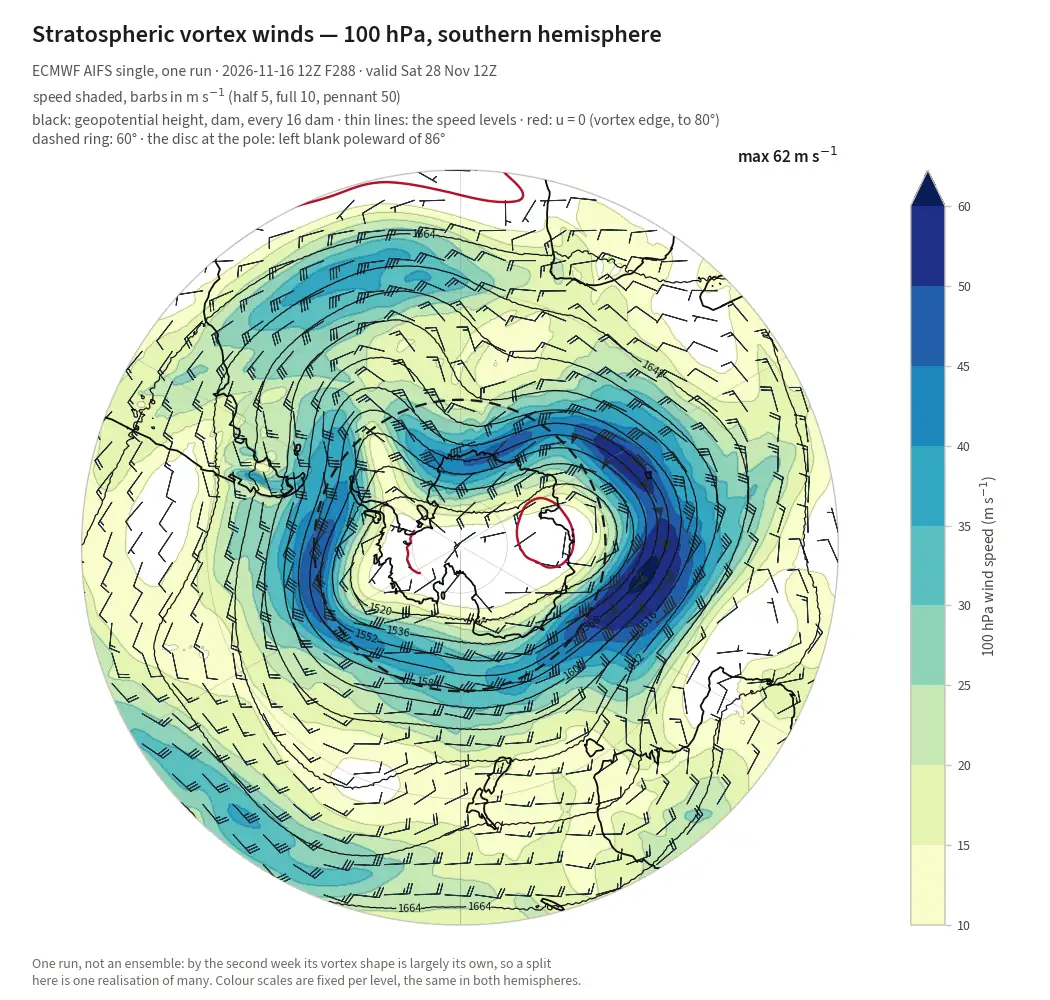 Stratospheric vortex winds — 100 hPa, southern hemisphere
ECMWF AIFS single, one run · 2026-11-16 12Z F288 · valid Sat 28 Nov 12Z
speed shaded, barbs in m s⁻¹ (half 5, full 10, pennant 50)
black: geopotential height, dam, every 16 dam · thin lines: the speed levels · red: u = 0 (vortex edge, to 80°)
dashed ring: 60° · the disc at the pole: left blank poleward of 86°
max 62 m s⁻¹
60
50
45
40
35
30
25
20
15
10
100 hPa wind speed (m s⁻¹)
1664
1520
1536
1552
1616
1664
1664
One run, not an ensemble: by the second week its vortex shape is largely its own, so a split
here is one realisation of many. Colour scales are fixed per level, the same in both hemispheres.